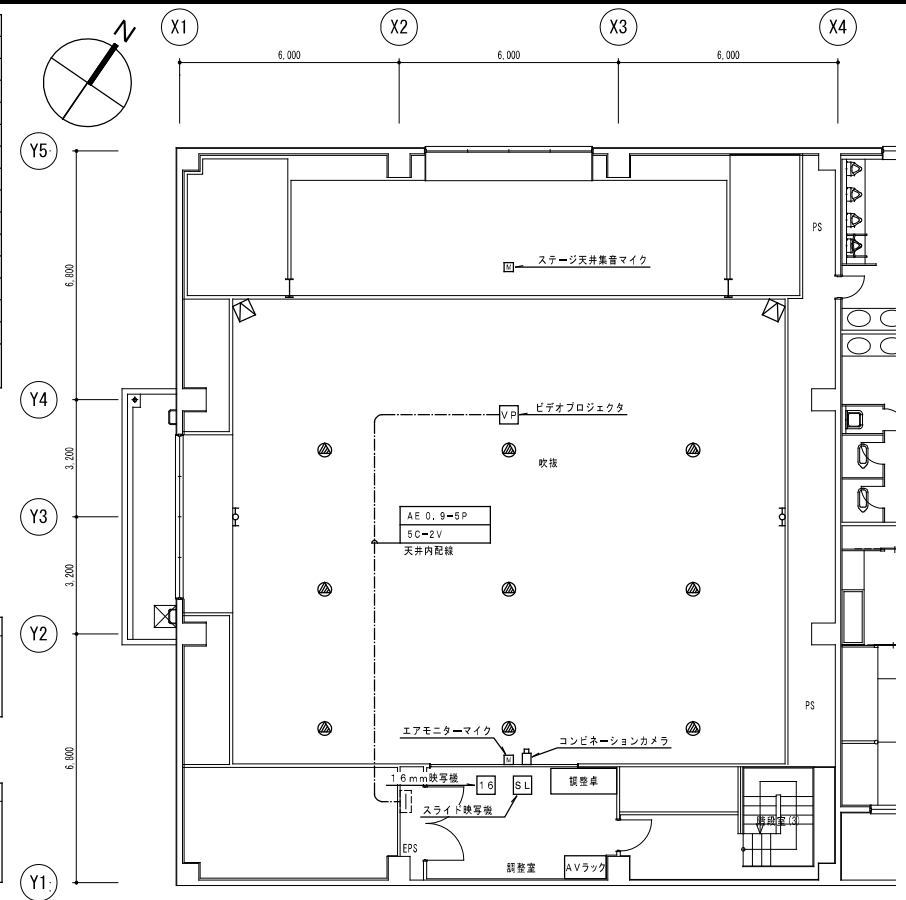 N
X1
X2
X3
X4
6,000
6,000
6,000
Y5
PS
ステージ天井集音マイク
M
6,800
Y4
VP
ビデオプロジェクタ
吹抜
3,200
AE 0.9-5P
Y3
5C-2V
天井内配線
3,200
Y2
PS
エアモニターマイク
コンビネーションカメラ
M
6,800
16mm映写機
16
SL
調整卓
スライド映写機
階段室(3)
EPS
調整室
AVラック
Y1